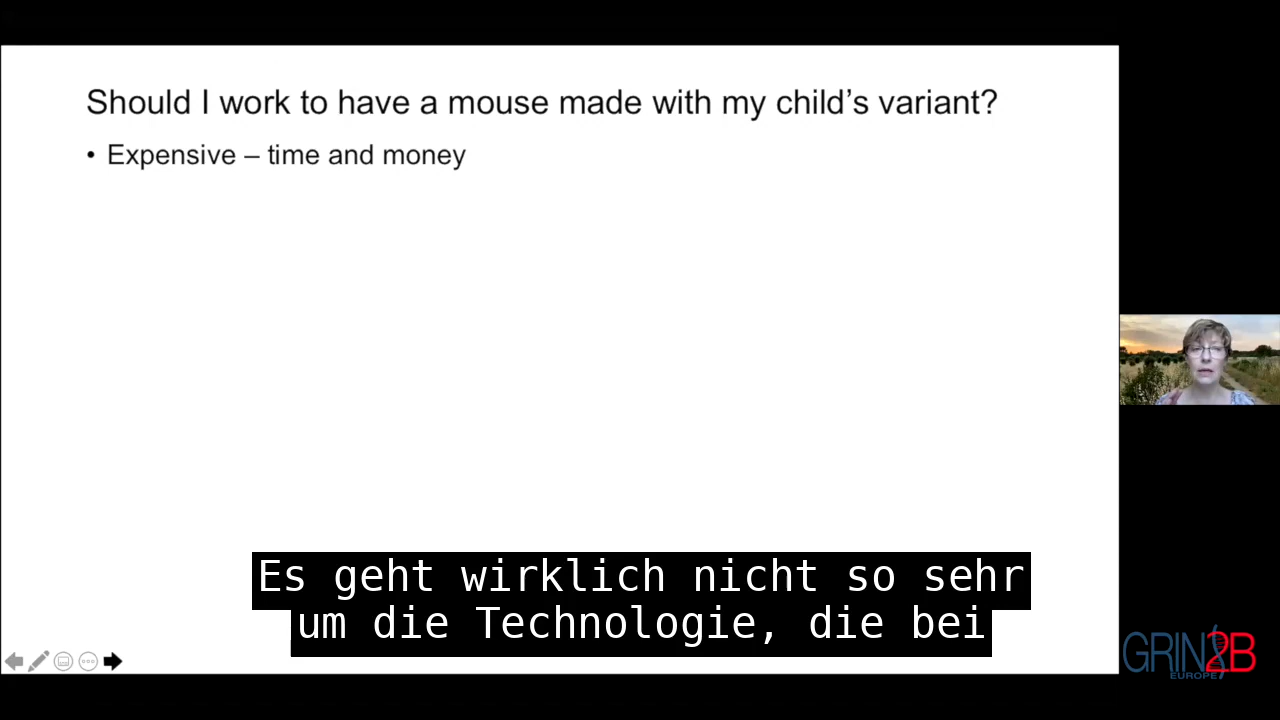 Should I work to have a mouse made with my child's variant?
• Expensive – time and money
Es geht wirklich nicht so sehr
um die Technologie, die bei
GRIN2B
EUROPE